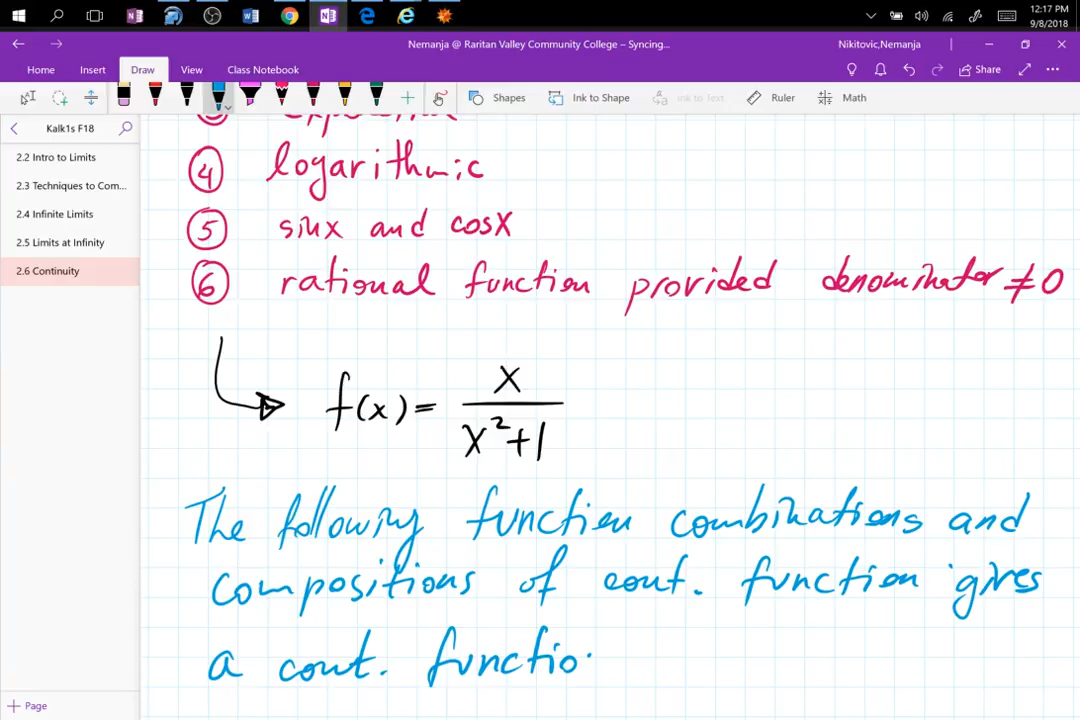 12:17 PM
9/8/2018
Nemanja @ Raritan Valley Community College – Syncing...
Nikitovic,Nemanja
Home Insert Draw View Class Notebook Share
Shapes Ink to Shape Ink to Text Ruler Math
Kalk1s F18
2.2 Intro to Limits
2.3 Techniques to Com...
2.4 Infinite Limits
2.5 Limits at Infinity
2.6 Continuity
Page
4 logarithmic
5 sinx and cosx
6 rational function provided denominator ≠0
f(x)= x
x²+1
The following function combinations and
compositions of cont. function gives
a cont. functio